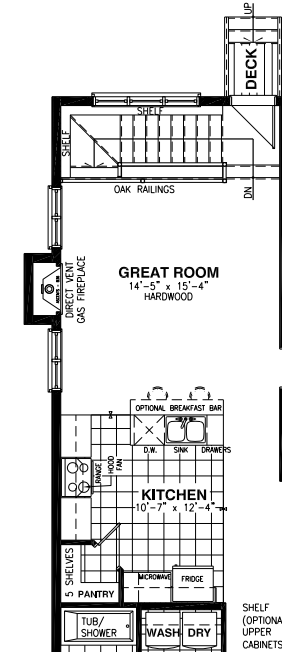 UP
DECK
SHELF
SHELF
OAK RAILINGS
DN
DIRECT VENT
GAS FIREPLACE
GREAT ROOM
14'-5" x 15'-4"
HARDWOOD
OPTIONAL BREAKFAST BAR
D.W.
SINK
DRAWERS
RANGE
HOOD
FAN
KITCHEN
10'-7" x 12'-4"
SHELVES
5 PANTRY
MICROWAVE
FRIDGE
TUB/
SHOWER
WASH
DRY
SHELF
(OPTIONA
UPPER
CABINETS